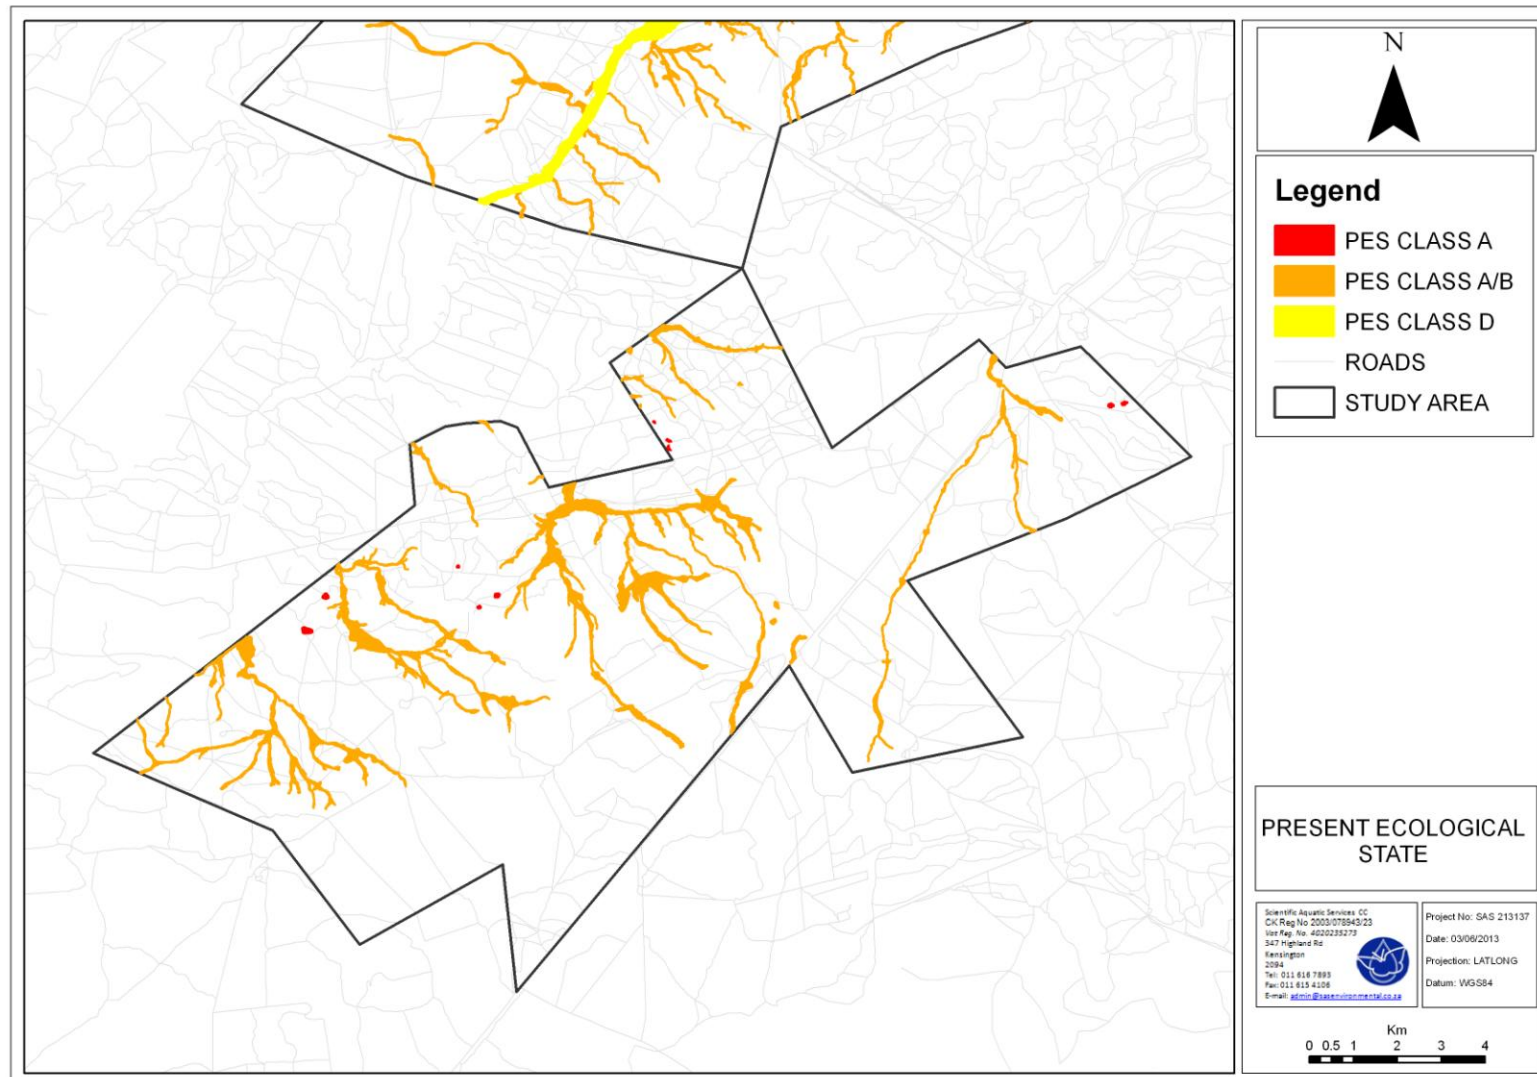 N
Legend
PES CLASS A
PES CLASS A/B
PES CLASS D
ROADS
STUDY AREA
PRESENT ECOLOGICAL
STATE
Scientific Aquatic Services CC
CK Reg No 2003/078943/23
Vat Reg. No. 4020235273
347 Highland Rd
Kensington
2094
Tel: 011 616 7893
Fax: 011 615 4106
E-mail: admin@sasenvironmental.co.za
Project No: SAS 213137
Date: 03/06/2013
Projection: LATLONG
Datum: WGS84
Km
0 0.5 1 2 3 4